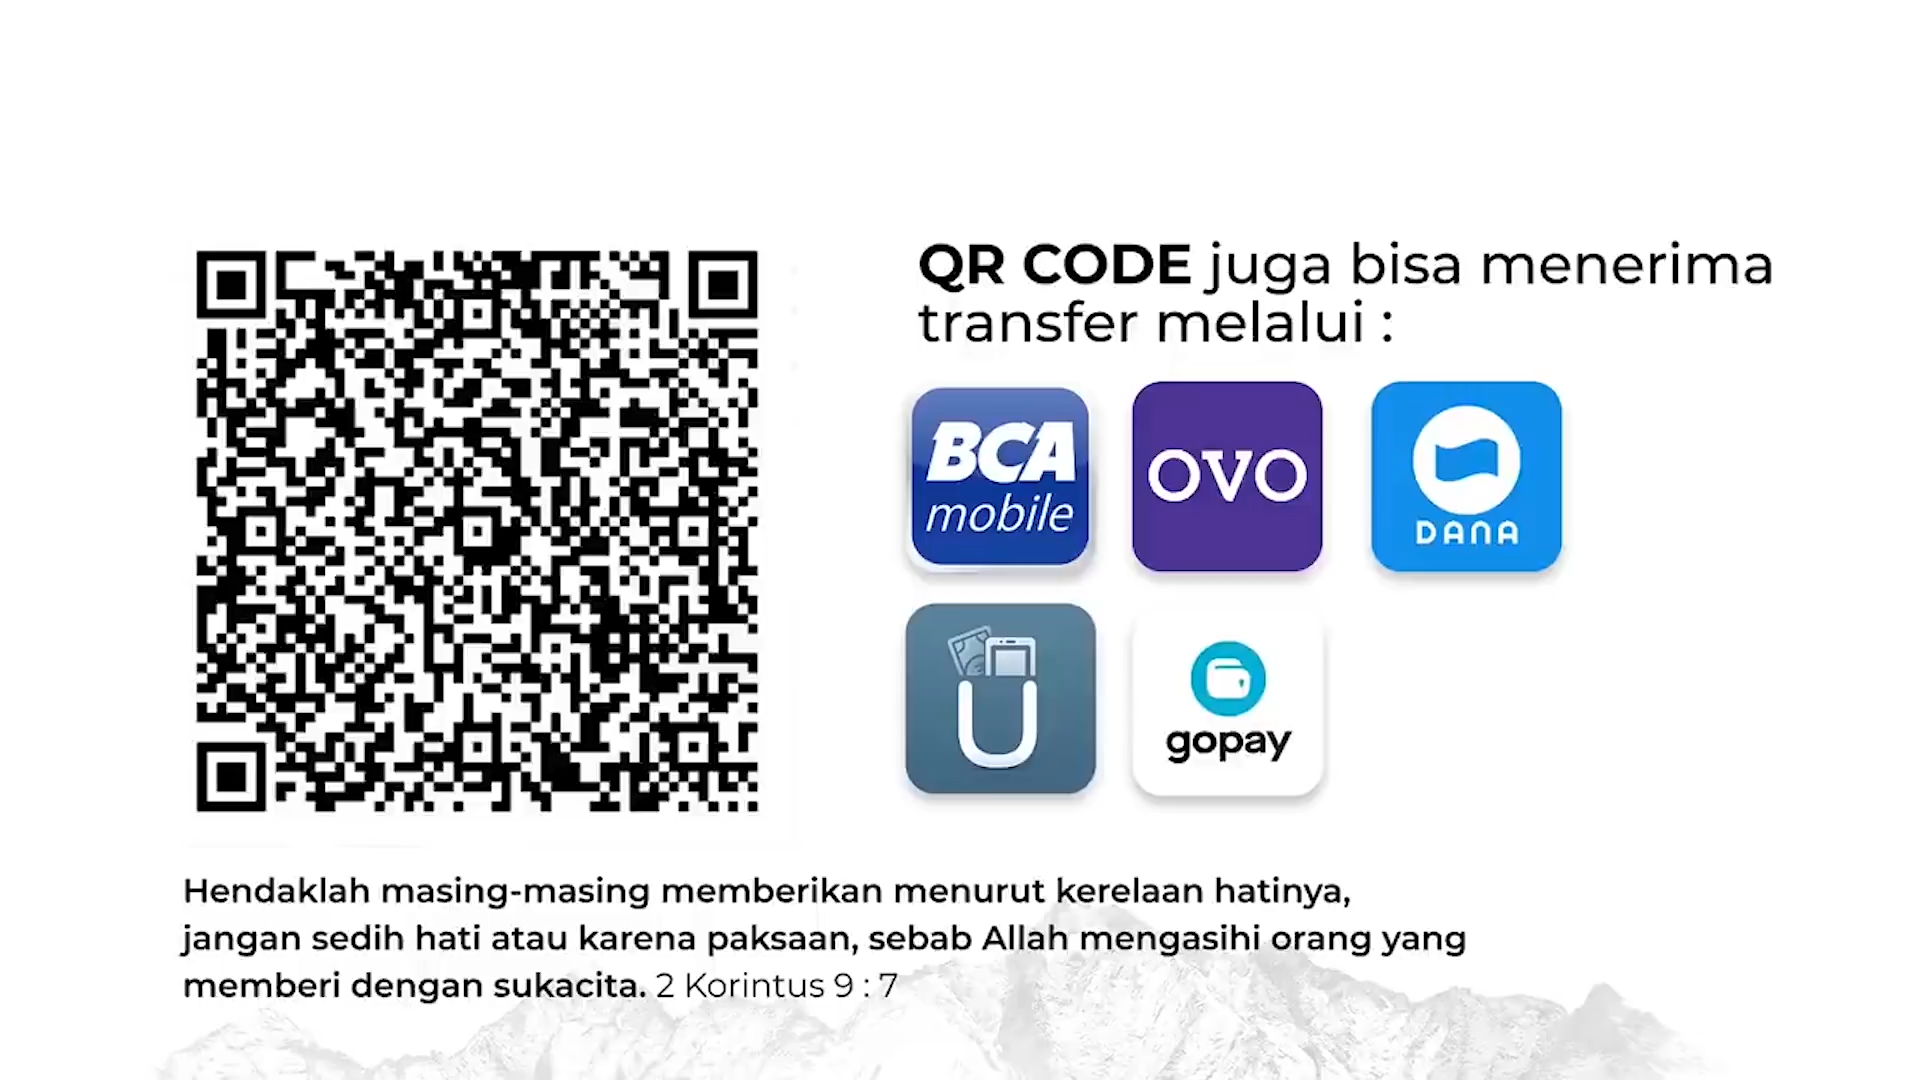 QR CODE juga bisa menerima
transfer melalui :
BCA
mobile
OVO
DANA
U
gopay
Hendaklah masing-masing memberikan menurut kerelaan hatinya,
jangan sedih hati atau karena paksaan, sebab Allah mengasihi orang yang
memberi dengan sukacita. 2 Korintus 9 : 7